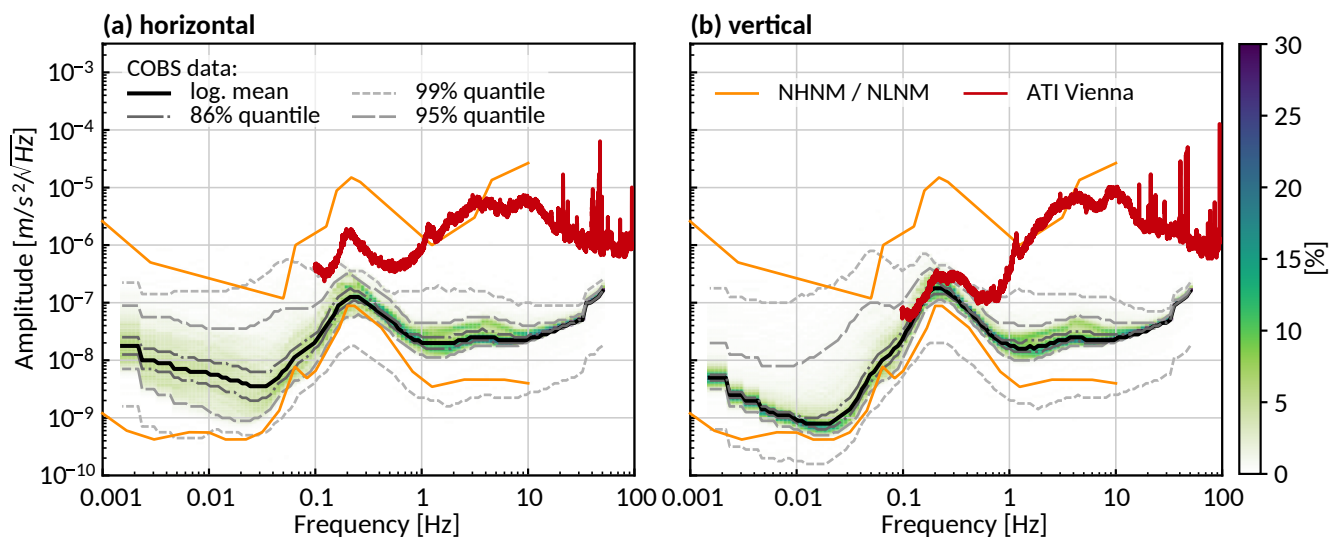 (a) horizontal
(b) vertical
COBS data:
log. mean
86% quantile
99% quantile
95% quantile
NHNM / NLNM
ATI Vienna
Amplitude [m/s²/√Hz]
10⁻³
10⁻⁴
10⁻⁵
10⁻⁶
10⁻⁷
10⁻⁸
10⁻⁹
10⁻¹⁰
0.001 0.01 0.1 1 10 100
Frequency [Hz]
0.001 0.01 0.1 1 10 100
Frequency [Hz]
30
25
20
15
10
5
0
[%]